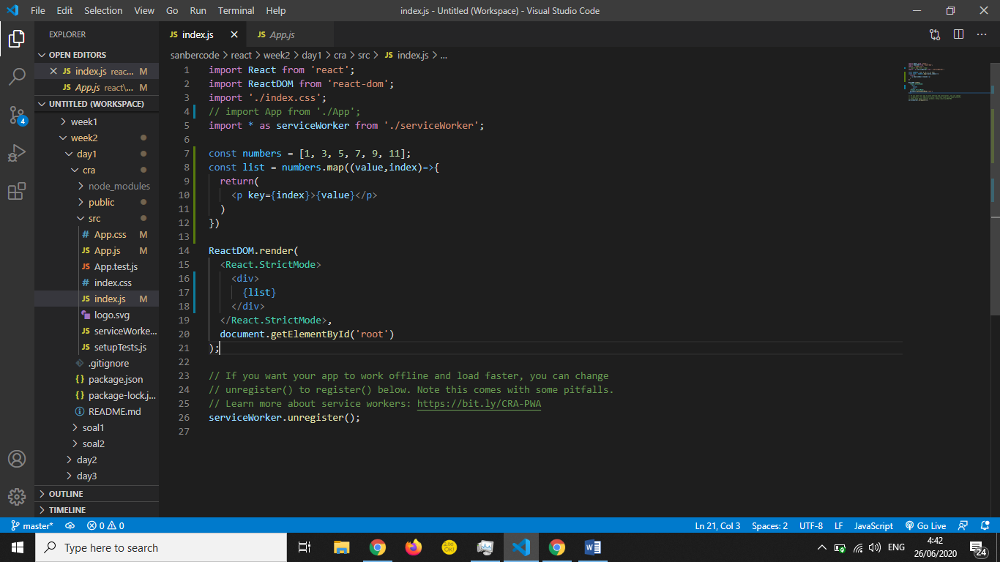 File Edit Selection View Go Run Terminal Help
index.js - Untitled (Workspace) - Visual Studio Code
EXPLORER
OPEN EDITORS
JS index.js reac... M
JS App.js react\... M
UNTITLED (WORKSPACE)
week1
week2
day1
cra
node_modules
public
src
# App.css M
JS App.js M
JS App.test.js
# index.css
JS index.js M
logo.svg
JS serviceWorke...
JS setupTests.js
.gitignore
{} package.json
{} package-lock.j...
README.md
soal1
soal2
day2
day3
OUTLINE
TIMELINE
4
JS index.js
JS App.js
sanbercode > react > week2 > day1 > cra > src > JS index.js > ...
1 import React from 'react';
2 import ReactDOM from 'react-dom';
3 import './index.css';
4 // import App from './App';
5 import * as serviceWorker from './serviceWorker';
6
7 const numbers = [1, 3, 5, 7, 9, 11];
8 const list = numbers.map((value,index)=>{
9 return(
10 <p key={index}>{value}</p>
11 )
12 })
13
14 ReactDOM.render(
15 <React.StrictMode>
16 <div>
17 {list}
18 </div>
19 </React.StrictMode>,
20 document.getElementById('root')
21 );
22
23 // If you want your app to work offline and load faster, you can change
24 // unregister() to register() below. Note this comes with some pitfalls.
25 // Learn more about service workers: https://bit.ly/CRA-PWA
26 serviceWorker.unregister();
27
master* 0 0
Ln 21, Col 3 Spaces: 2 UTF-8 LF JavaScript Go Live
Type here to search
ENG
4:42
26/06/2020
24